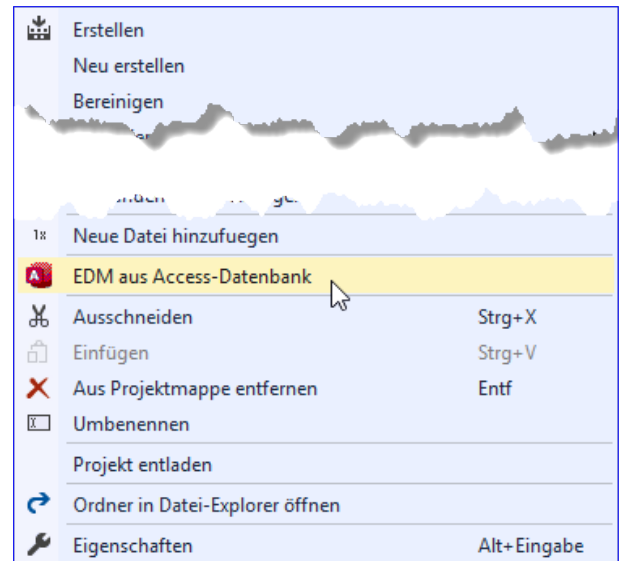 Erstellen
Neu erstellen
Bereinigen
1x Neue Datei hinzufuegen
EDM aus Access-Datenbank
Ausschneiden Strg+X
Einfügen Strg+V
Aus Projektmappe entfernen Entf
Umbenennen
Projekt entladen
Ordner in Datei-Explorer öffnen
Eigenschaften Alt+Eingabe